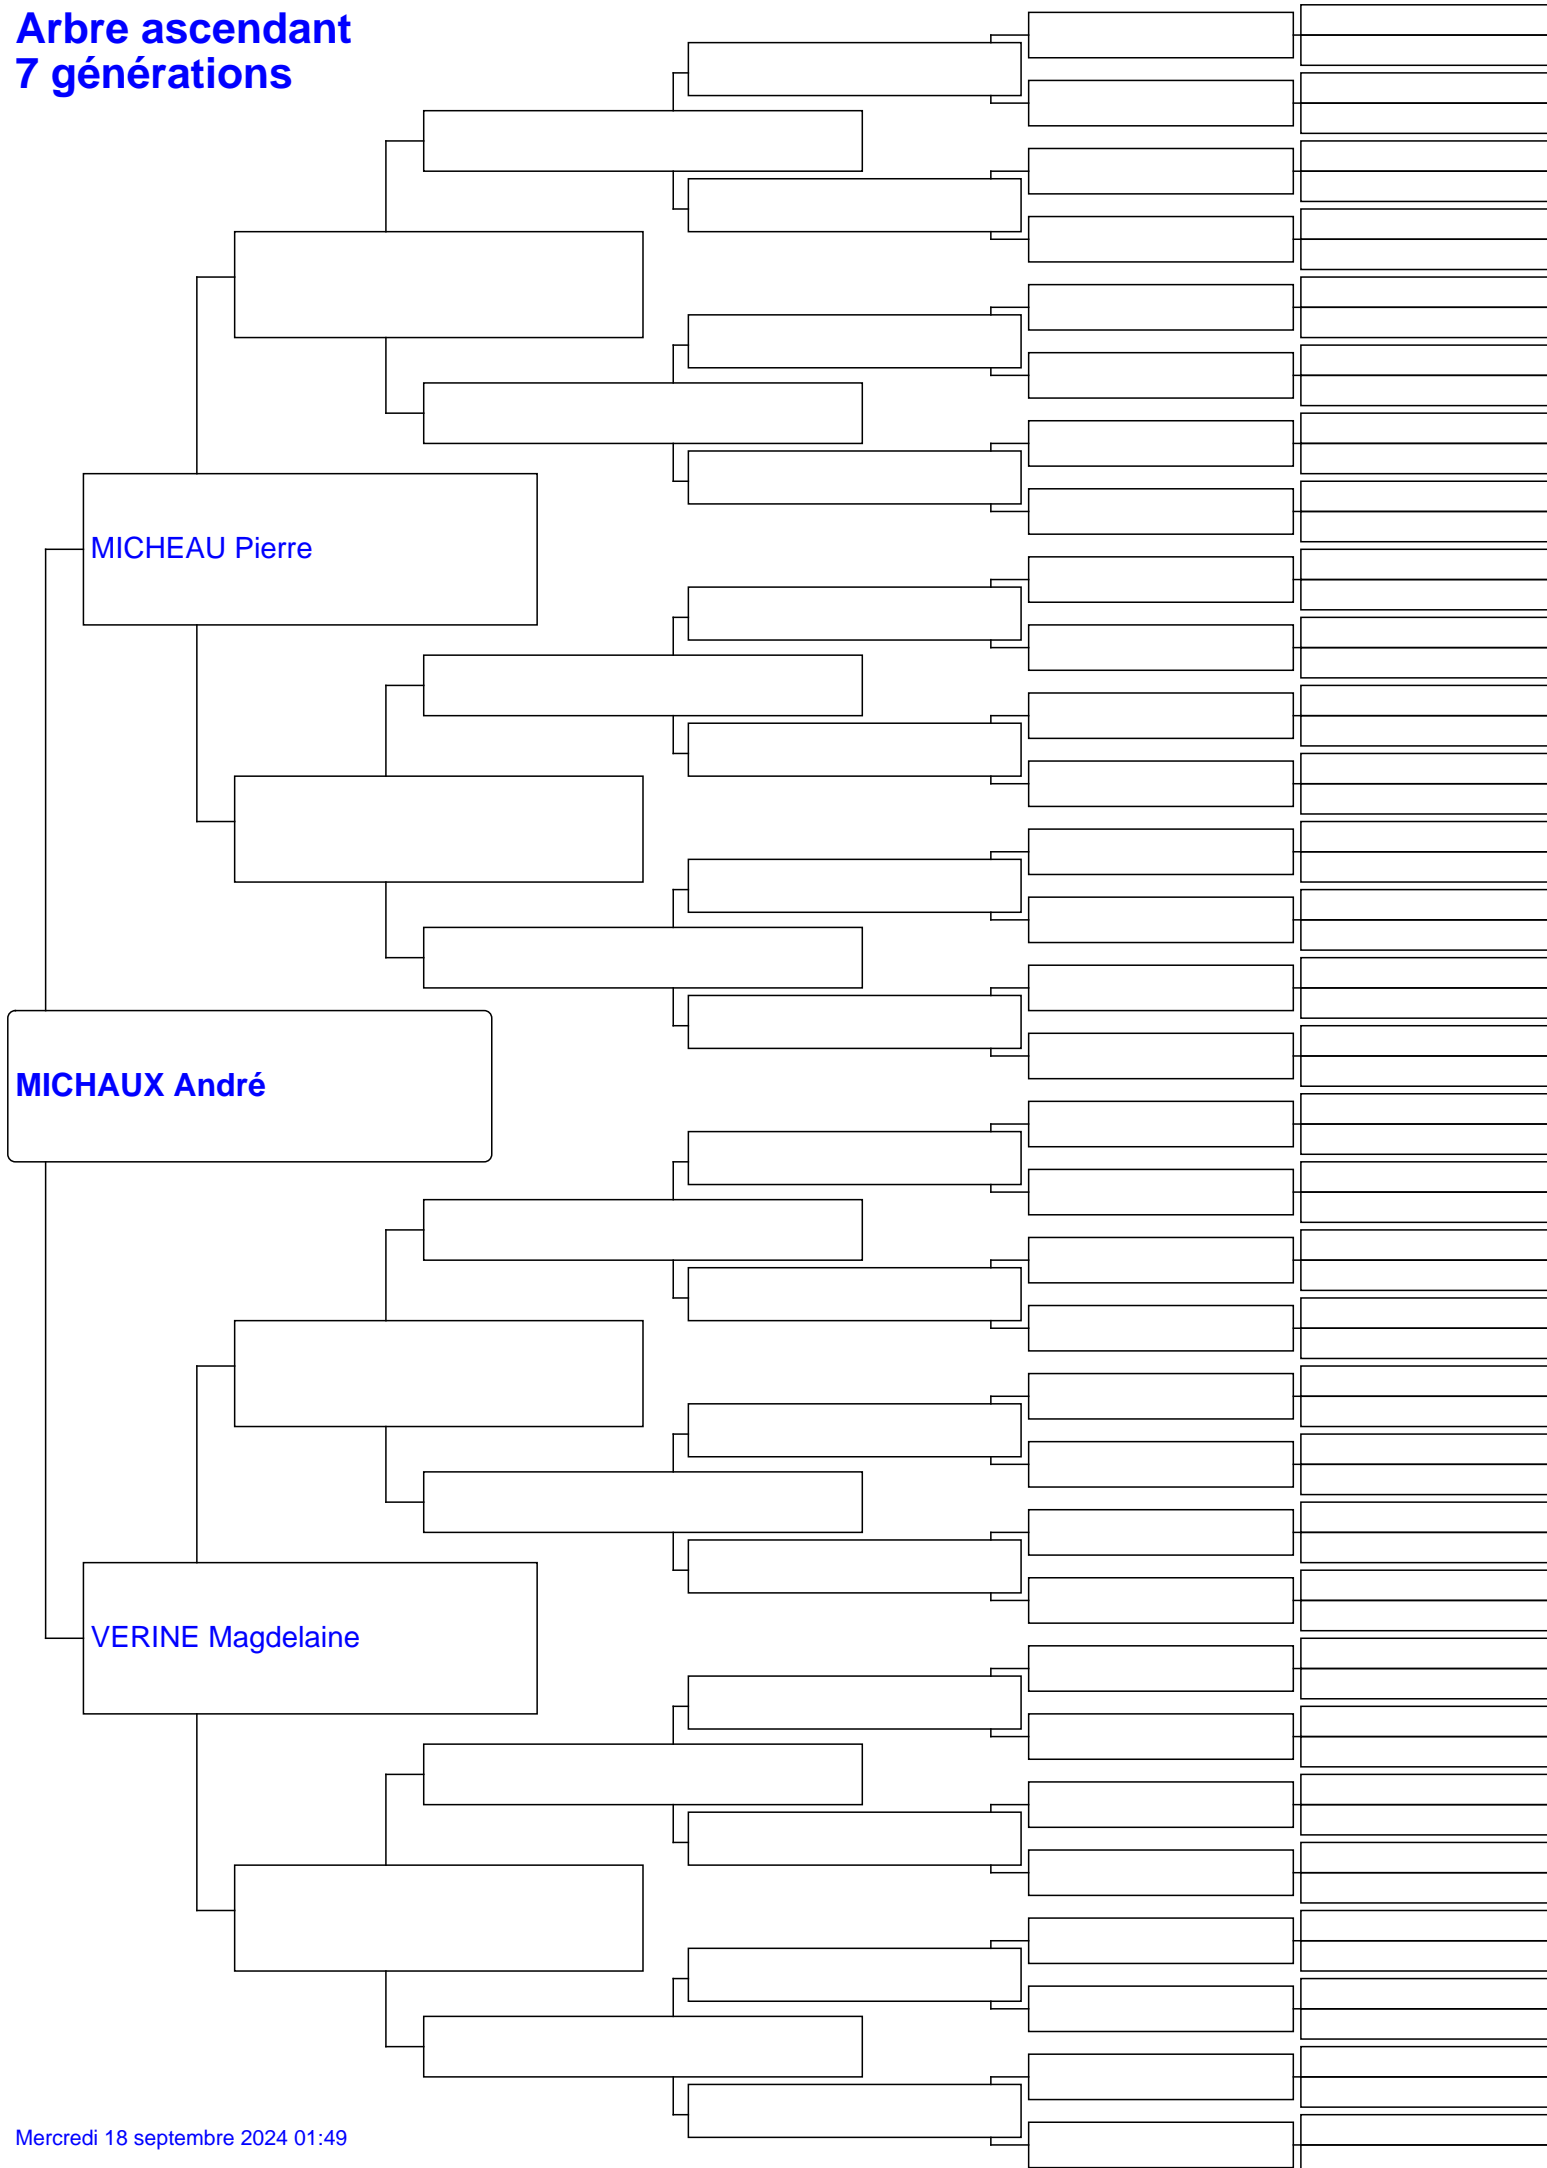 Arbre ascendant
7 générations
MICHEAU Pierre
MICHAUX André
VERINE Magdelaine
Mercredi 18 septembre 2024 01:49